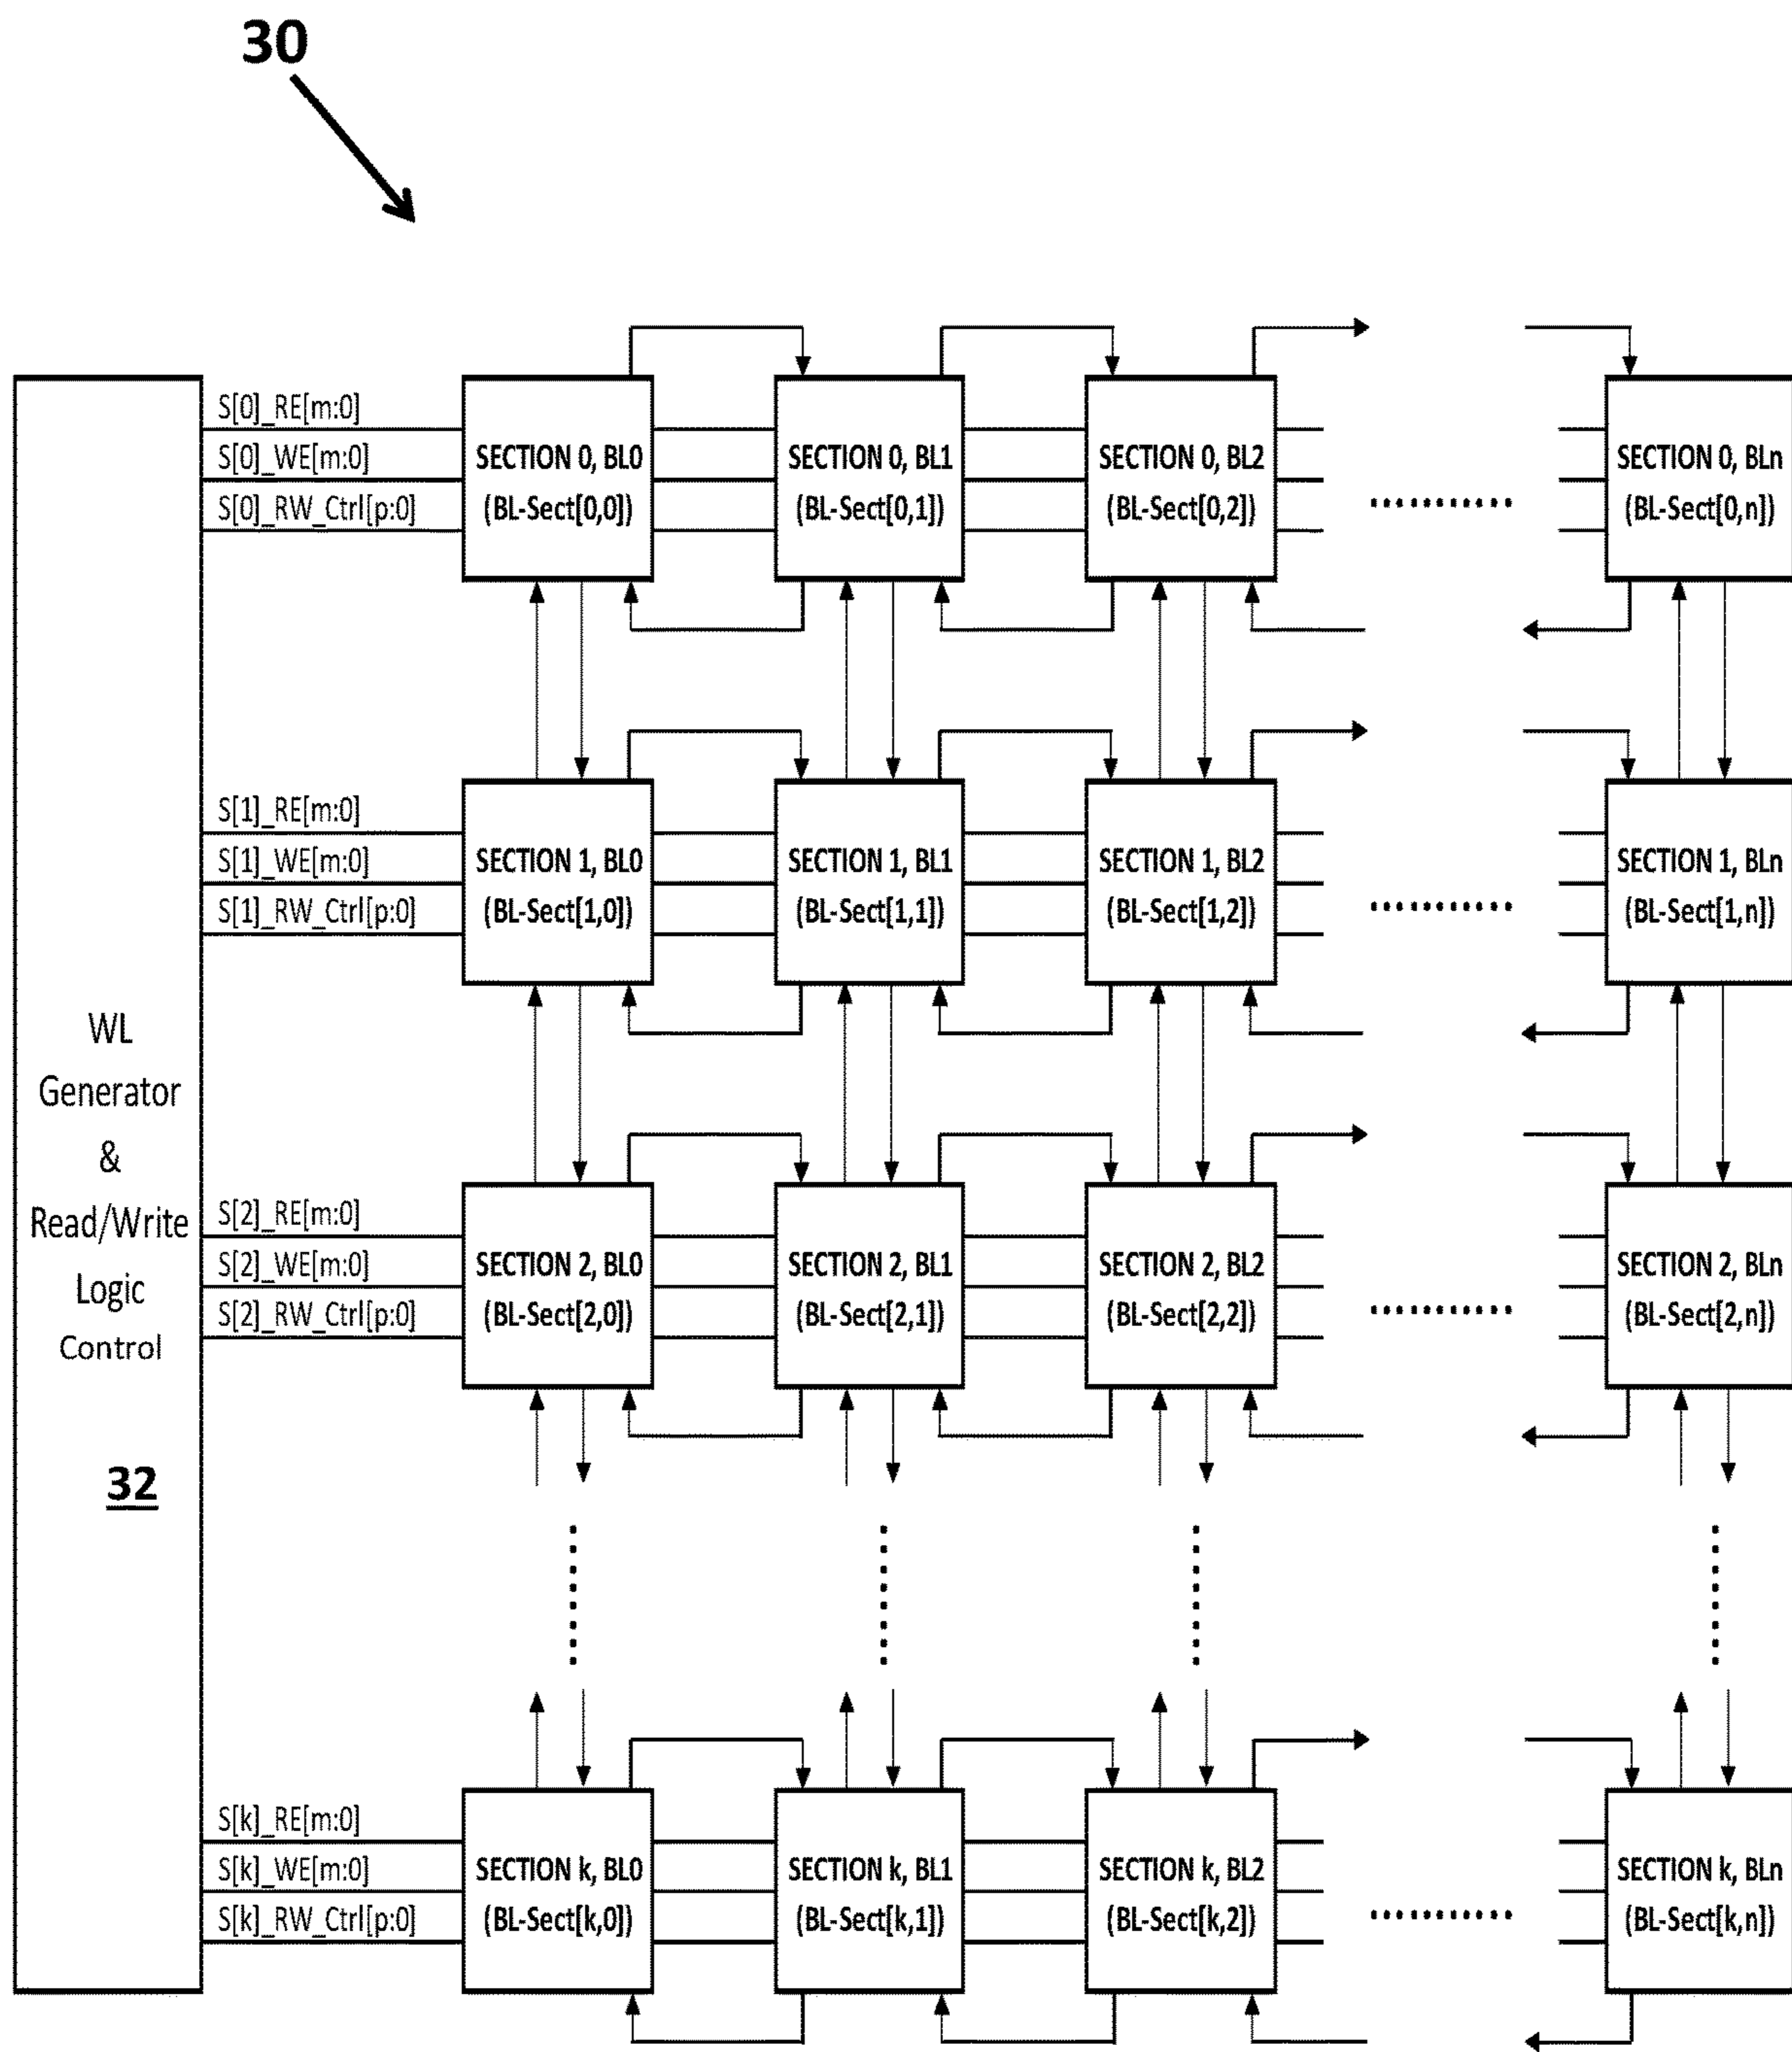 30
S[0]_RE[m:0]
S[0]_WE[m:0]
S[0]_RW_Ctrl[p:0]
SECTION 0, BL0
(BL-Sect[0,0])
SECTION 0, BL1
(BL-Sect[0,1])
SECTION 0, BL2
(BL-Sect[0,2])
SECTION 0, BLn
(BL-Sect[0,n])
S[1]_RE[m:0]
S[1]_WE[m:0]
S[1]_RW_Ctrl[p:0]
SECTION 1, BL0
(BL-Sect[1,0])
SECTION 1, BL1
(BL-Sect[1,1])
SECTION 1, BL2
(BL-Sect[1,2])
SECTION 1, BLn
(BL-Sect[1,n])
WL
Generator
&
Read/Write
Logic
Control
32
S[2]_RE[m:0]
S[2]_WE[m:0]
S[2]_RW_Ctrl[p:0]
SECTION 2, BL0
(BL-Sect[2,0])
SECTION 2, BL1
(BL-Sect[2,1])
SECTION 2, BL2
(BL-Sect[2,2])
SECTION 2, BLn
(BL-Sect[2,n])
S[k]_RE[m:0]
S[k]_WE[m:0]
S[k]_RW_Ctrl[p:0]
SECTION k, BL0
(BL-Sect[k,0])
SECTION k, BL1
(BL-Sect[k,1])
SECTION k, BL2
(BL-Sect[k,2])
SECTION k, BLn
(BL-Sect[k,n])